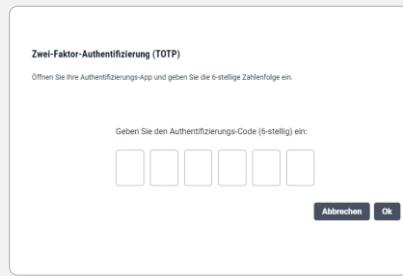 Zwei-Faktor-Authentifizierung (TOTP)
Öffnen Sie Ihre Authentifizierungs-App und geben Sie die 6-stellige Zahlenfolge ein.
Geben Sie den Authentifizierungs-Code (6-stellig) ein:
Abbrechen Ok